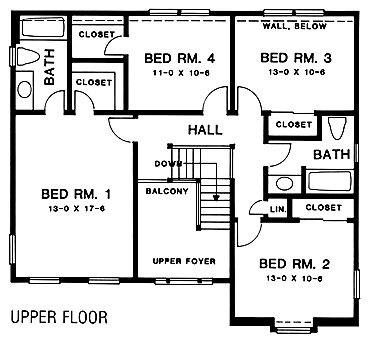 WALL, BELOW
CLOSET
BATH
BED RM. 4
11-0 X 10-6
BED RM. 3
13-0 X 10-6
CLOSET
CLOSET
HALL
BATH
DOWN
BED RM. 1
13-0 X 17-6
BALCONY
LIN.
CLOSET
UPPER FOYER
BED RM. 2
13-0 X 10-6
UPPER FLOOR